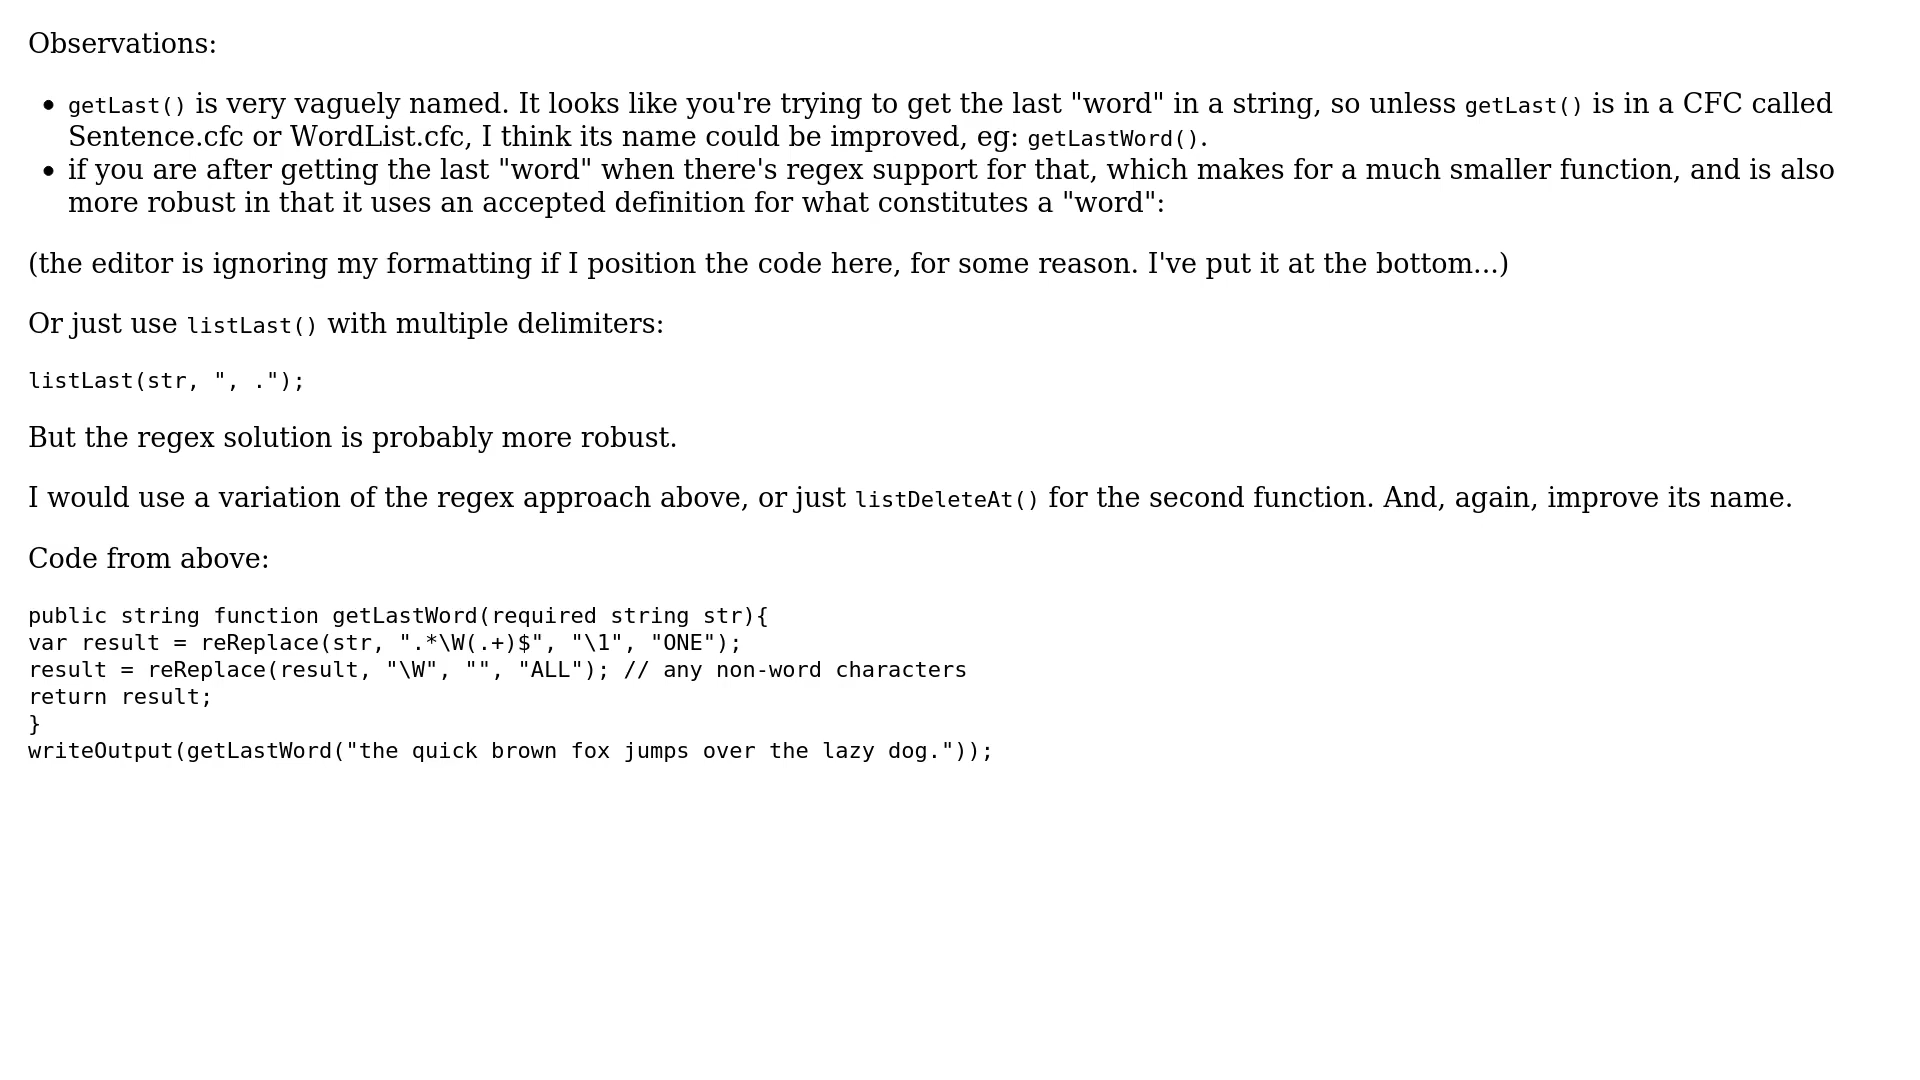 Observations:
• getLast() is very vaguely named. It looks like you're trying to get the last "word" in a string, so unless getLast() is in a CFC called
Sentence.cfc or WordList.cfc, I think its name could be improved, eg: getLastWord().
• if you are after getting the last "word" when there's regex support for that, which makes for a much smaller function, and is also
more robust in that it uses an accepted definition for what constitutes a "word":
(the editor is ignoring my formatting if I position the code here, for some reason. I've put it at the bottom...)
Or just use listLast() with multiple delimiters:
listLast(str, ", .");
But the regex solution is probably more robust.
I would use a variation of the regex approach above, or just listDeleteAt() for the second function. And, again, improve its name.
Code from above:
public string function getLastWord(required string str){
var result = reReplace(str, ".*\W(.+)$", "\1", "ONE");
result = reReplace(result, "\W", "", "ALL"); // any non-word characters
return result;
}
writeOutput(getLastWord("the quick brown fox jumps over the lazy dog."));